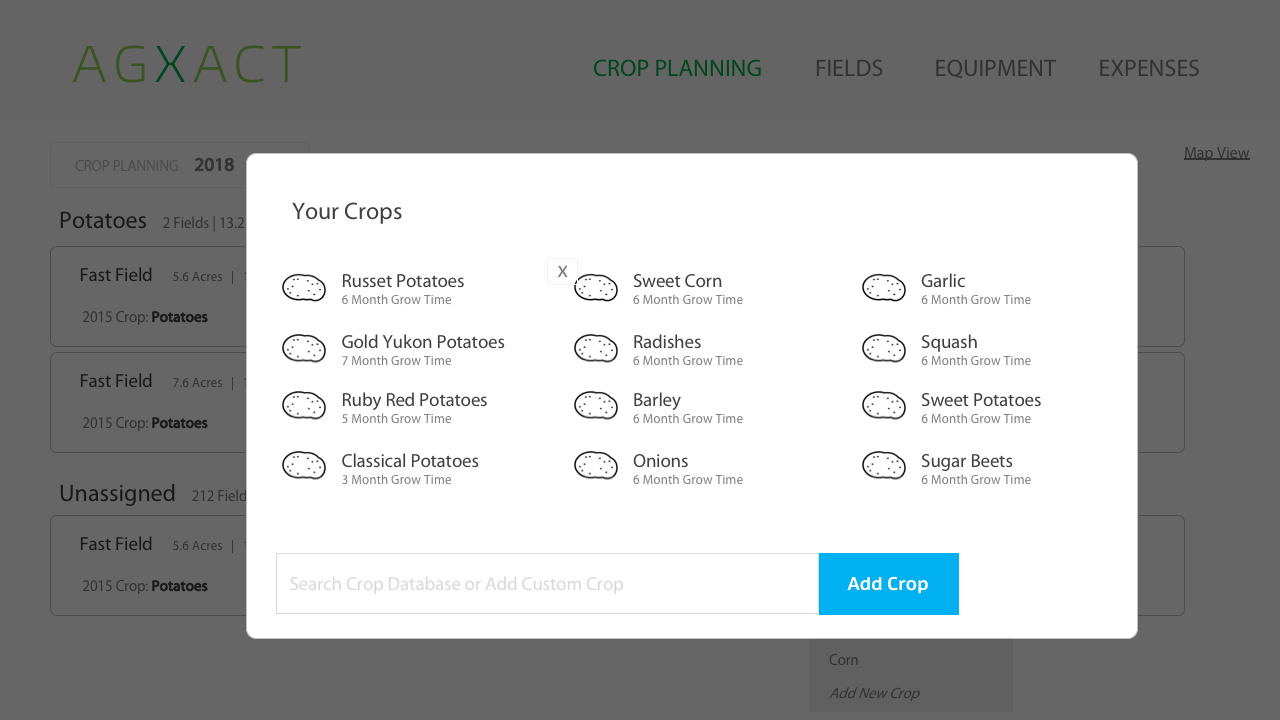 AGXACT
CROP PLANNING FIELDS EQUIPMENT EXPENSES
CROP PLANNING 2018
Map View
Potatoes 2 Fields | 13.2
Fast Field 5.6 Acres |
2015 Crop: Potatoes
Fast Field 7.6 Acres |
2015 Crop: Potatoes
Unassigned 212
Fast Field 5.6 Acres |
2015 Crop: Potatoes
Your Crops
X
Russet Potatoes
6 Month Grow Time
Sweet Corn
6 Month Grow Time
Garlic
6 Month Grow Time
Gold Yukon Potatoes
7 Month Grow Time
Radishes
6 Month Grow Time
Squash
6 Month Grow Time
Ruby Red Potatoes
5 Month Grow Time
Barley
6 Month Grow Time
Sweet Potatoes
6 Month Grow Time
Classical Potatoes
3 Month Grow Time
Onions
6 Month Grow Time
Sugar Beets
6 Month Grow Time
Search Crop Database or Add Custom Crop
Add Crop
Corn
Add New Crop